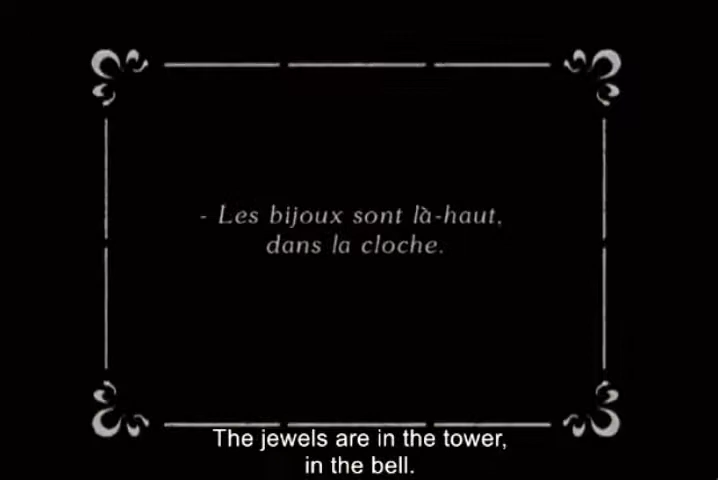 - Les bijoux sont là-haut,
dans la cloche.
The jewels are in the tower,
in the bell.